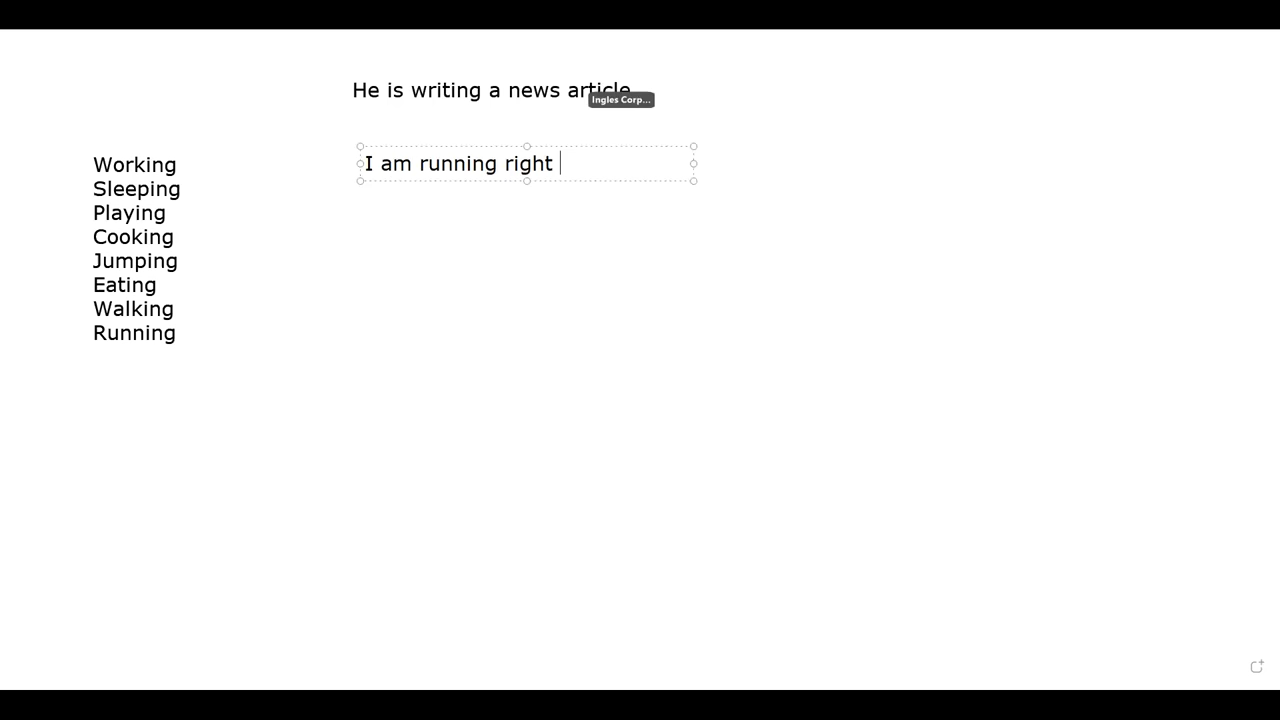 He is writing a news article
Ingles Corp...
I am running right
Working
Sleeping
Playing
Cooking
Jumping
Eating
Walking
Running